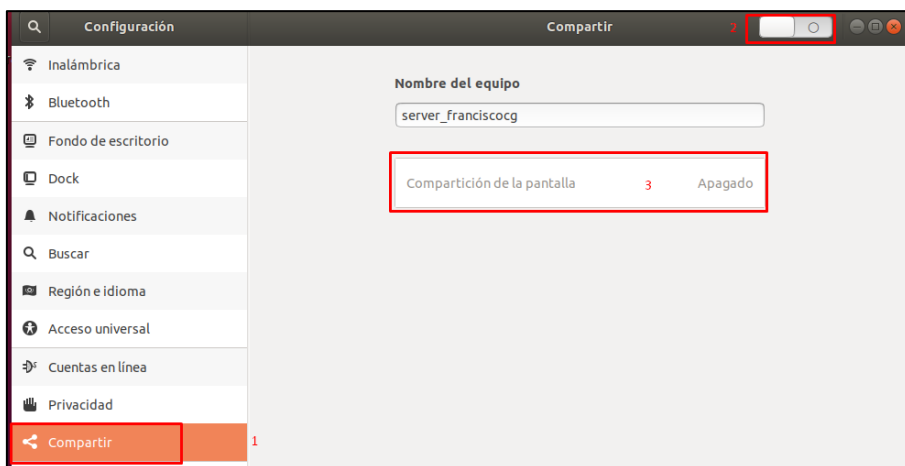 Configuración
Compartir
2
Inalámbrica
Bluetooth
Fondo de escritorio
Dock
Notificaciones
Buscar
Región e idioma
Acceso universal
Cuentas en línea
Privacidad
Compartir
1
Nombre del equipo
server_franciscocg
Compartición de la pantalla
3
Apagado